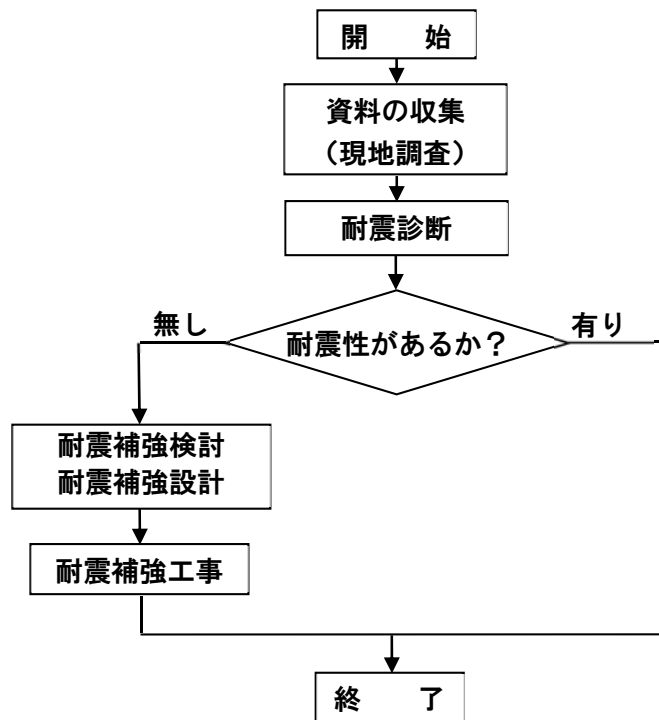 開　　始
資料の収集
（現地調査）
耐震診断
耐震性があるか？
無し
有り
耐震補強検討
耐震補強設計
耐震補強工事
終　　了